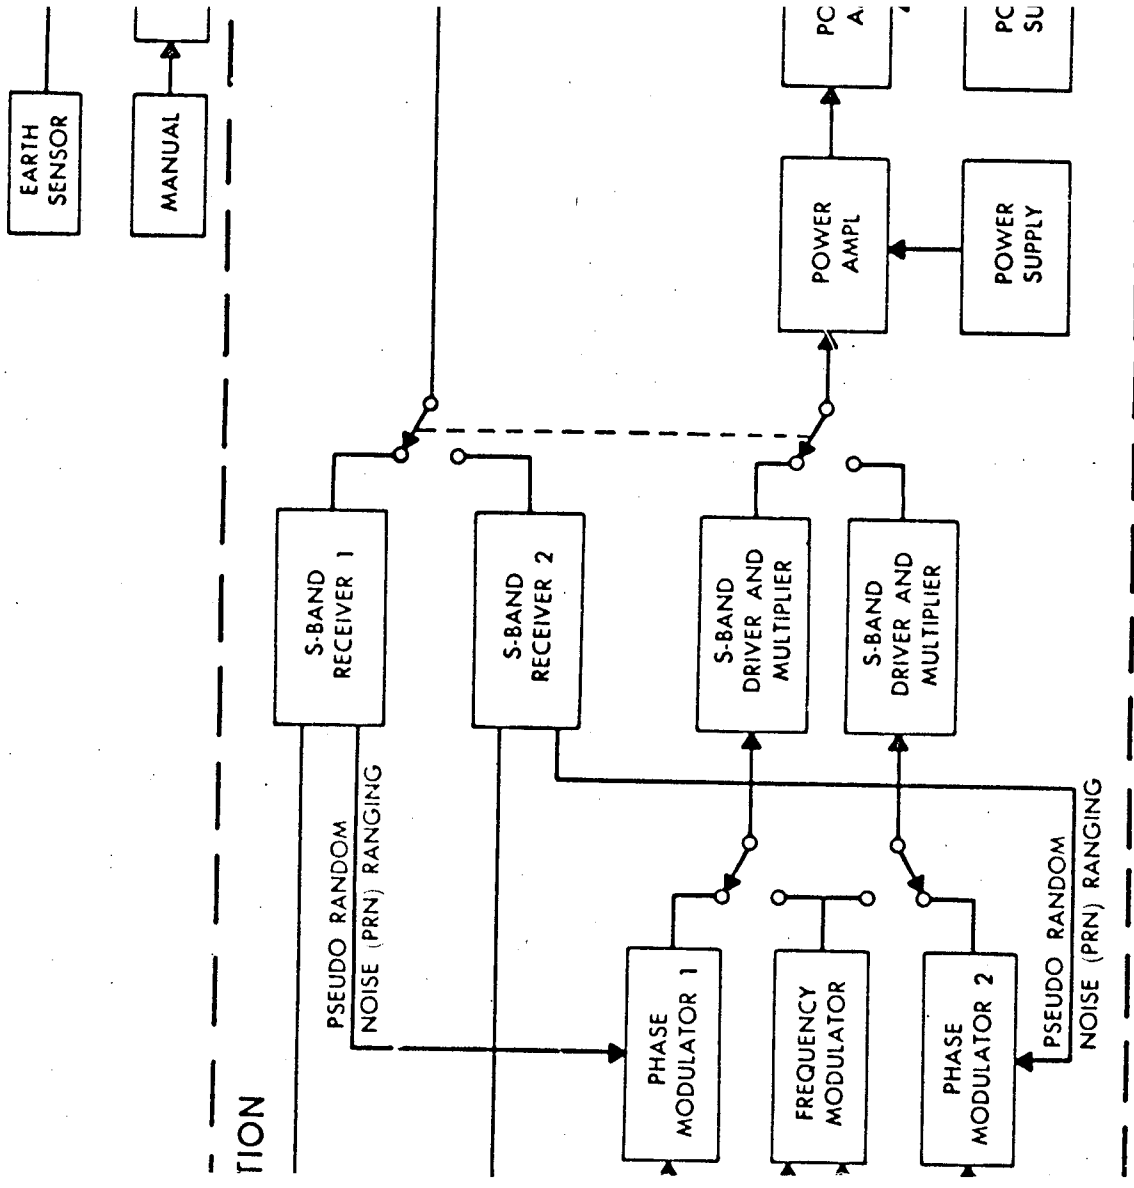 EARTH
SENSOR
MANUAL
POWER
AMPL
POWER
SUPPLY
S-BAND
RECEIVER 1
S-BAND
RECEIVER 2
S-BAND
DRIVER AND
MULTIPLIER
S-BAND
DRIVER AND
MULTIPLIER
PSEUDO RANDOM
NOISE (PRN) RANGING
PHASE
MODULATOR 1
FREQUENCY
MODULATOR
PHASE
MODULATOR 2
PSEUDO RANDOM
NOISE (PRN) RANGING
TION